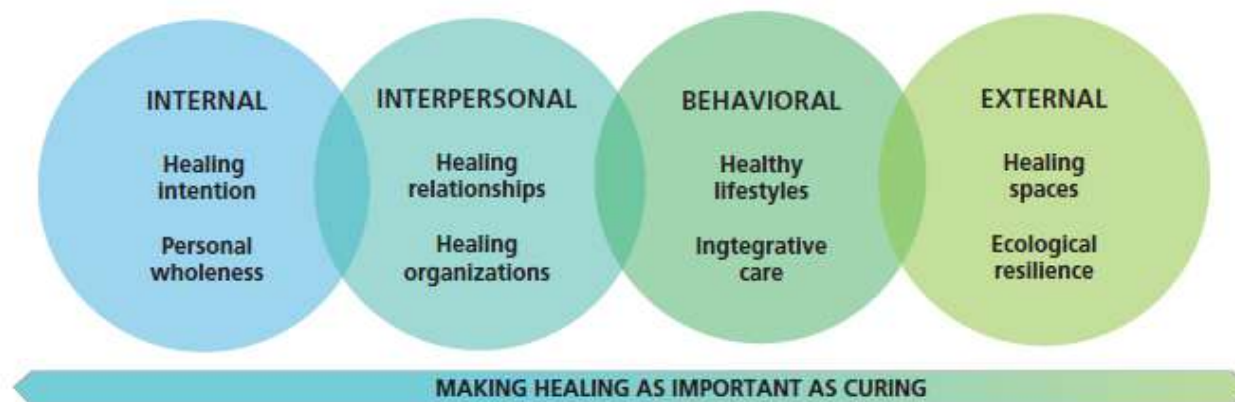 INTERNAL
Healing
intention
Personal
wholeness
INTERPERSONAL
Healing
relationships
Healing
organizations
BEHAVIORAL
Healthy
lifestyles
Ingtegrative
care
EXTERNAL
Healing
spaces
Ecological
resilience
MAKING HEALING AS IMPORTANT AS CURING